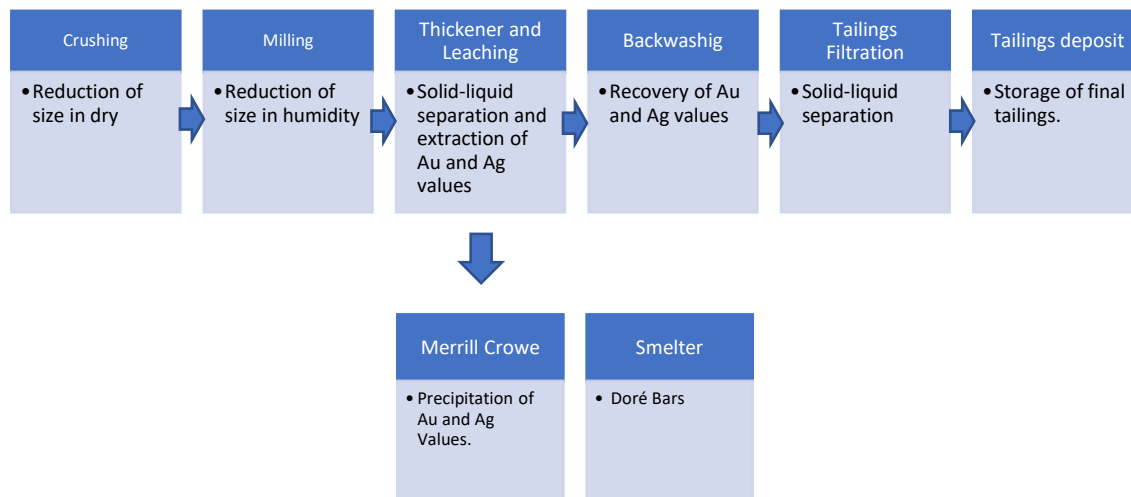 Crushing
• Reduction of
size in dry
Milling
• Reduction of
size in humidity
Thickener and
Leaching
• Solid-liquid
separation and
extraction of
Au and Ag
values
Backwashig
• Recovery of Au
and Ag values
Tailings
Filtration
• Solid-liquid
separation
Tailings deposit
• Storage of final
tailings.
Merrill Crowe
• Precipitation of
Au and Ag
Values.
Smelter
• Doré Bars